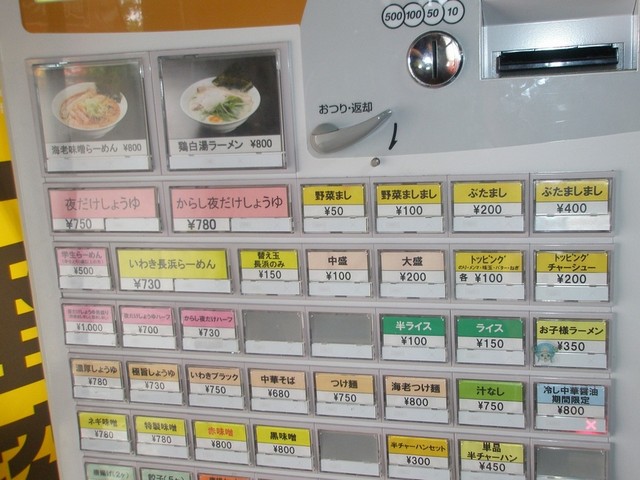 500 100 50 10
おつり・返却
海老味噌らーめん ¥800
鶏白湯ラーメン ¥800
夜だけしょうゆ
¥750
からし夜だけしょうゆ
¥780
野菜まし
¥50
野菜ましまし
¥100
ぶたまし
¥200
ぶたましまし
¥400
学生らーめん
¥500
いわき長浜らーめん
¥730
替え玉
長浜のみ
¥150
中盛
¥100
大盛
¥200
トッピング
各 ¥100
トッピング
チャーシュー
¥200
¥1,000
¥700
からし夜だけハーフ
¥730
半ライス
¥100
ライス
¥150
お子様ラーメン
¥350
濃厚しょうゆ
¥780
極旨しょうゆ
¥730
いわきブラック
¥750
中華そば
¥680
つけ麺
¥750
海老つけ麺
¥800
汁なし
¥750
冷し中華醤油
期間限定
¥800
ネギ味噌
¥780
特製味噌
¥780
赤味噌
¥800
黒味噌
¥800
半チャーハンセット
¥300
単品
半チャーハン
¥450